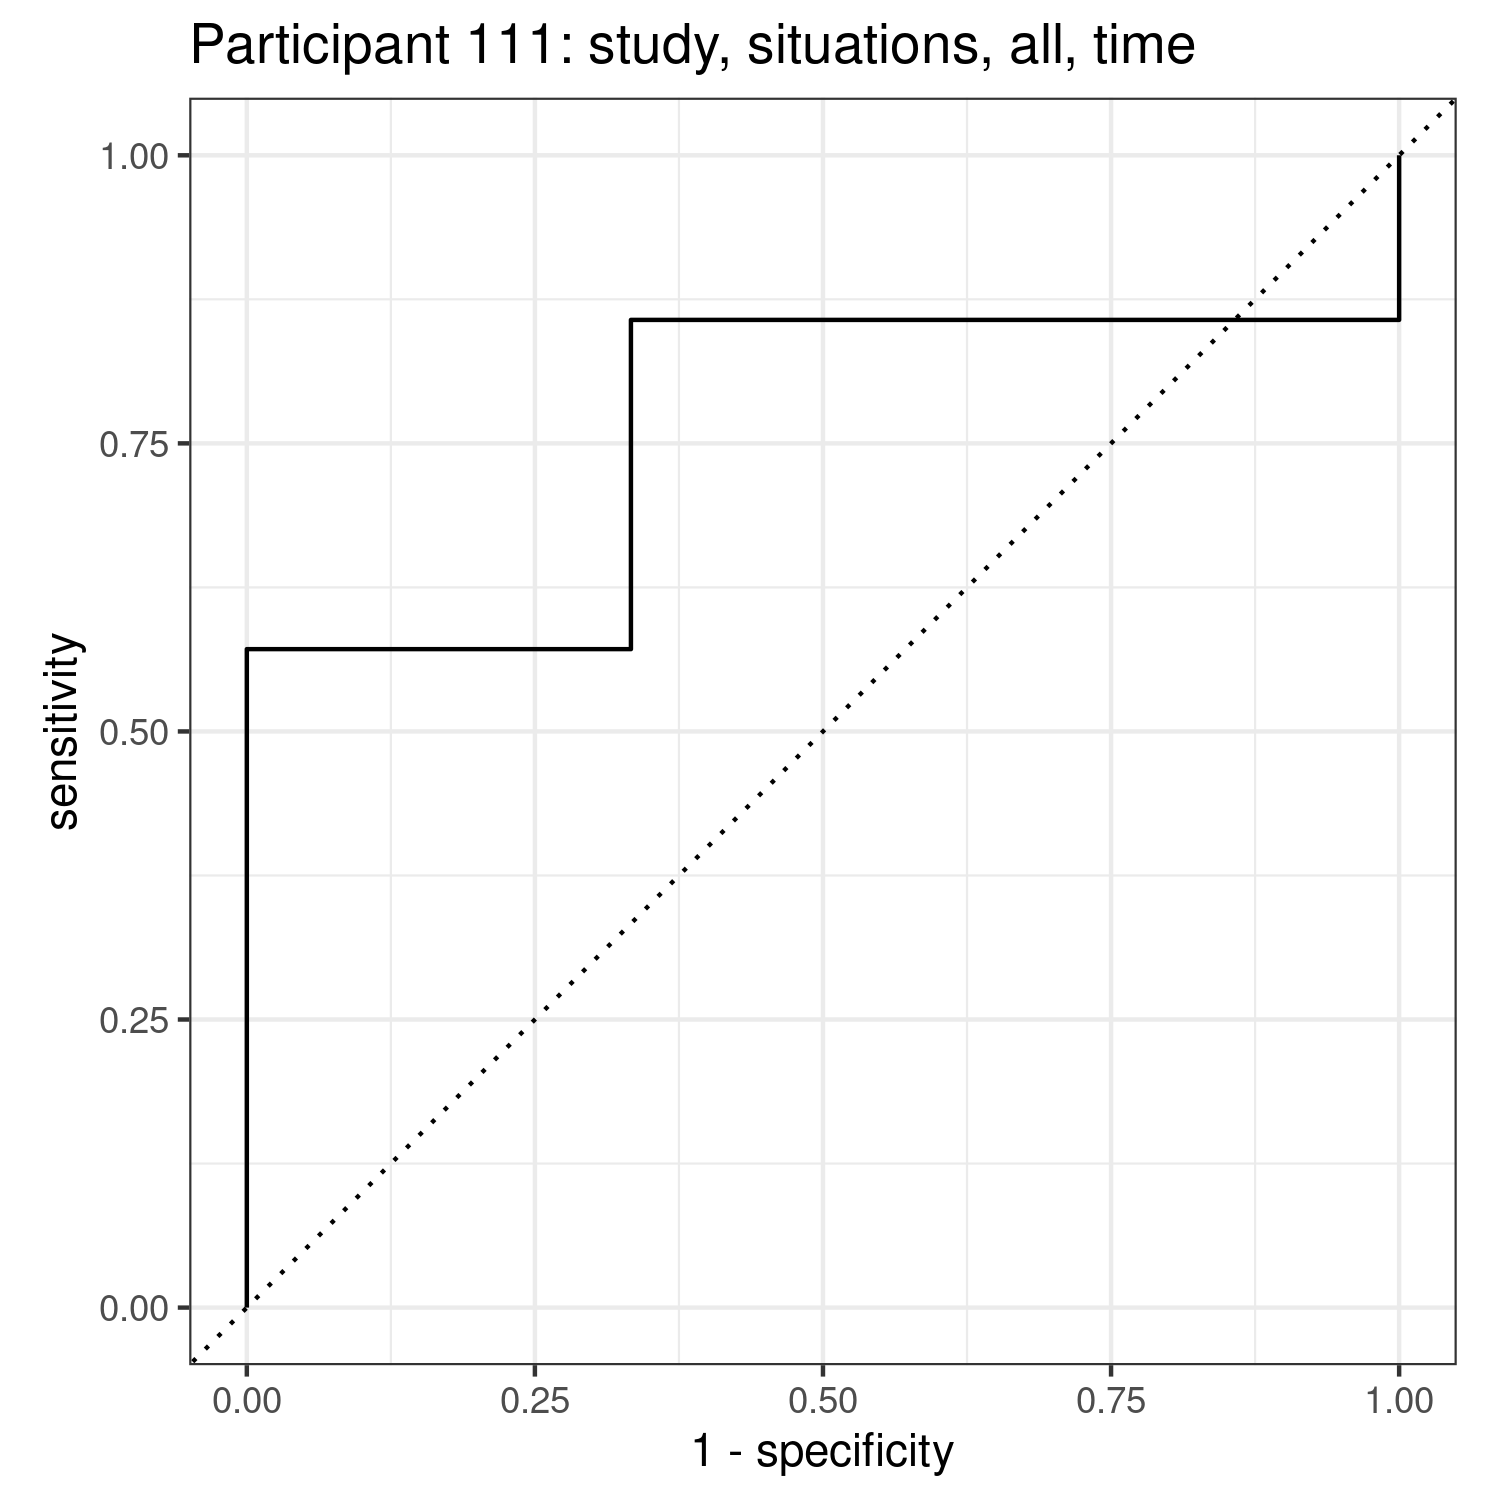 Participant 111: study, situations, all, time
1.00
0.75
0.50
0.25
0.00
sensitivity
0.00 0.25 0.50 0.75 1.00
1 - specificity